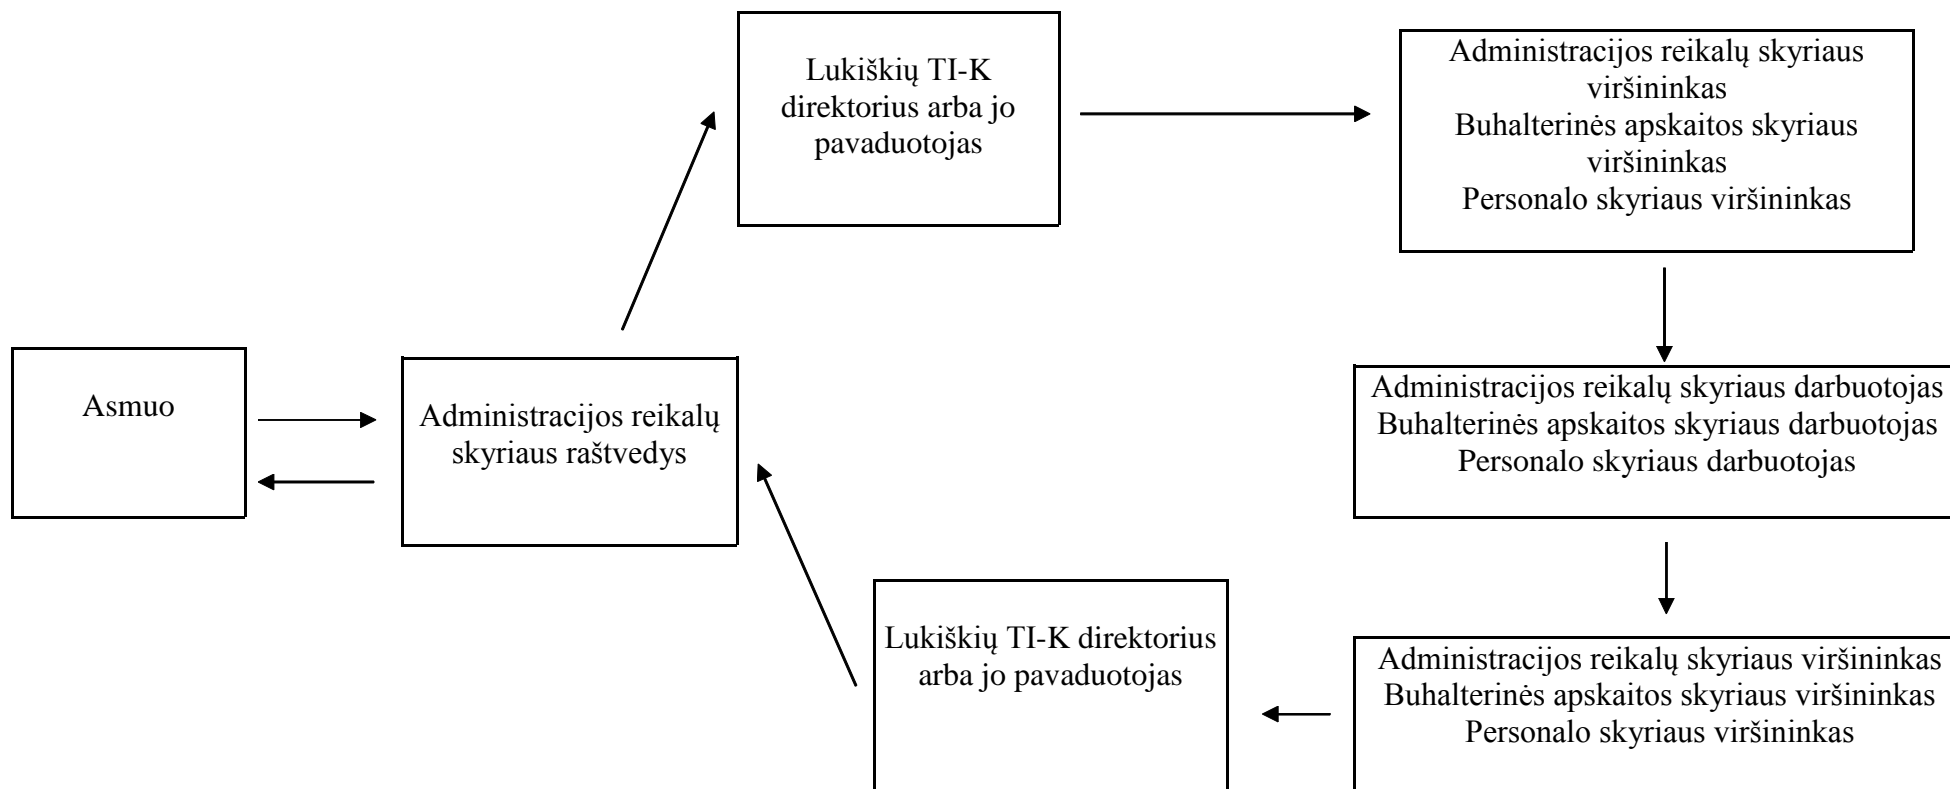 Lukiškių TI-K
direktorius arba jo
pavaduotojas
Administracijos reikalų skyriaus
viršininkas
Buhalterinės apskaitos skyriaus
viršininkas
Personalo skyriaus viršininkas
Asmuo
Administracijos reikalų
skyriaus raštvedys
Administracijos reikalų skyriaus darbuotojas
Buhalterinės apskaitos skyriaus darbuotojas
Personalo skyriaus darbuotojas
Lukiškių TI-K direktorius
arba jo pavaduotojas
Administracijos reikalų skyriaus viršininkas
Buhalterinės apskaitos skyriaus viršininkas
Personalo skyriaus viršininkas